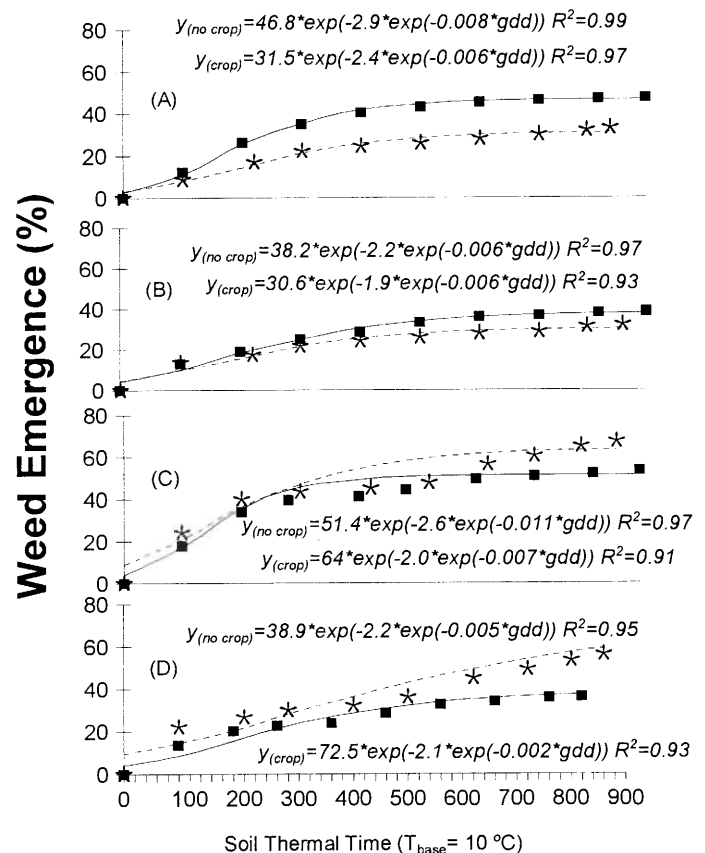 Weed Emergence (%)
y(no crop)=46.8*exp(-2.9*exp(-0.008*gdd)) R²=0.99
y(crop)=31.5*exp(-2.4*exp(-0.006*gdd)) R²=0.97
(A)
80
60
40
20
0
y(no crop)=38.2*exp(-2.2*exp(-0.006*gdd)) R²=0.97
y(crop)=30.6*exp(-1.9*exp(-0.006*gdd)) R²=0.93
(B)
80
60
40
20
0
(C)
80
60
40
20
0
y(no crop)=51.4*exp(-2.6*exp(-0.011*gdd)) R²=0.97
y(crop)=64*exp(-2.0*exp(-0.007*gdd)) R²=0.91
y(no crop)=38.9*exp(-2.2*exp(-0.005*gdd)) R²=0.95
(D)
80
60
40
20
0
y(crop)=72.5*exp(-2.1*exp(-0.002*gdd)) R²=0.93
0 100 200 300 400 500 600 700 800 900
Soil Thermal Time (Tbase= 10 ºC)